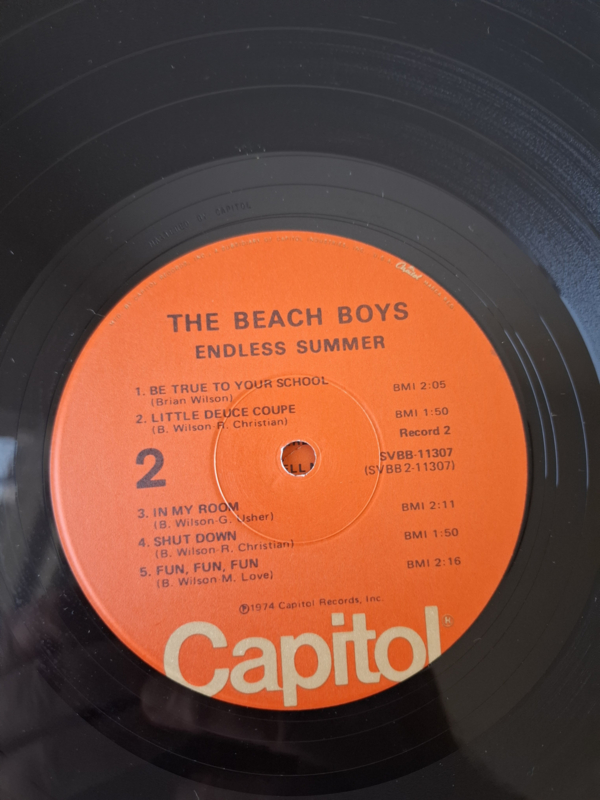 THE BEACH BOYS
ENDLESS SUMMER
1. BE TRUE TO YOUR SCHOOL BMI 2:05
(Brian Wilson)
2. LITTLE DEUCE COUPE BMI 1:50
(B. Wilson-R. Christian)
Record 2
2
SVBB-11307
(SVBB 2-11307)
3. IN MY ROOM BMI 2:11
(B. Wilson-G. Usher)
4. SHUT DOWN BMI 1:50
(B. Wilson-R. Christian)
5. FUN, FUN, FUN BMI 2:16
(B. Wilson-M. Love)
Ⓟ1974 Capitol Records, Inc.
Capitol®